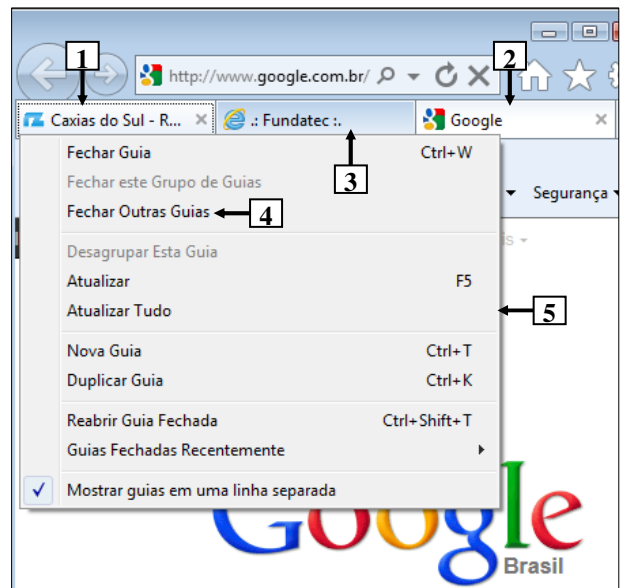 1
2
http://www.google.com.br/
Caxias do Sul - R...
.: Fundatec :.
Google
Fechar Guia Ctrl+W
3
Fechar este Grupo de Guias
Segurança
Fechar Outras Guias
4
Desagrupar Esta Guia
is
Atualizar F5
Atualizar Tudo
5
Nova Guia Ctrl+T
Duplicar Guia Ctrl+K
Reabrir Guia Fechada Ctrl+Shift+T
Guias Fechadas Recentemente
Mostrar guias em uma linha separada
Google
Brasil